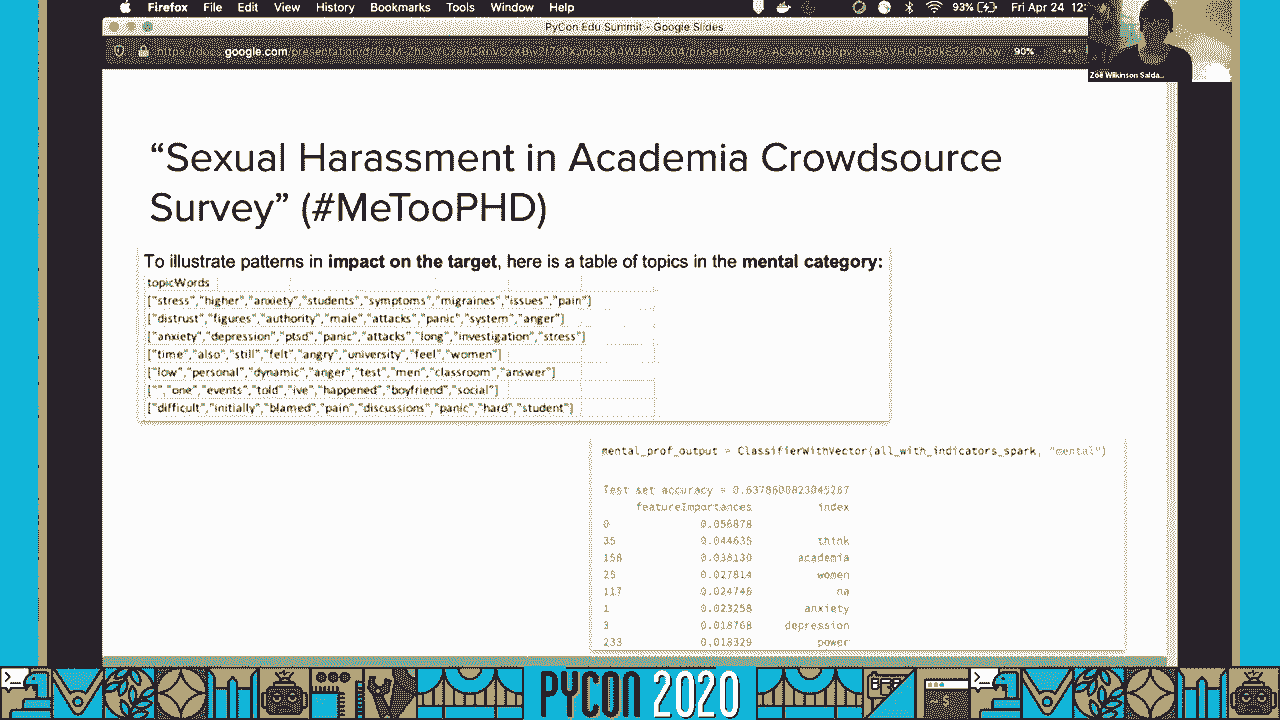 Firefox File Edit View History Bookmarks Tools Window Help 93% Fri Apr 24 12:
PyCon Edu Summit - Google Slides
google.com 90%
Zoë Wilkinson Salda...
“Sexual Harassment in Academia Crowdsource
Survey” (#MeTooPHD)
To illustrate patterns in impact on the target, here is a table of topics in the mental category:
topicWords
["stress","higher","anxiety","students","symptoms","migraines","issues","pain"]
["distrust","figures","authority","male","attacks","panic","system","anger"]
["anxiety","depression","ptsd","panic","attacks","long","investigation","stress"]
["time","also","still","felt","angry","university","feel","women"]
["low","personal","dynamic","anger","test","men","classroom","answer"]
["","one","events","told","ive","happened","boyfriend","social"]
["difficult","initially","blamed","pain","discussions","panic","hard","student"]
mental_prof_output = ClassifierWithVector(all_with_indicators_spark, "mental")
Test set accuracy = 0.6378600823045267
featureImportances index
0 0.056878
35 0.044635 think
158 0.038130 academia
25 0.027814 women
117 0.024746 na
1 0.023258 anxiety
3 0.018768 depression
233 0.018329 power
PYCON 2020